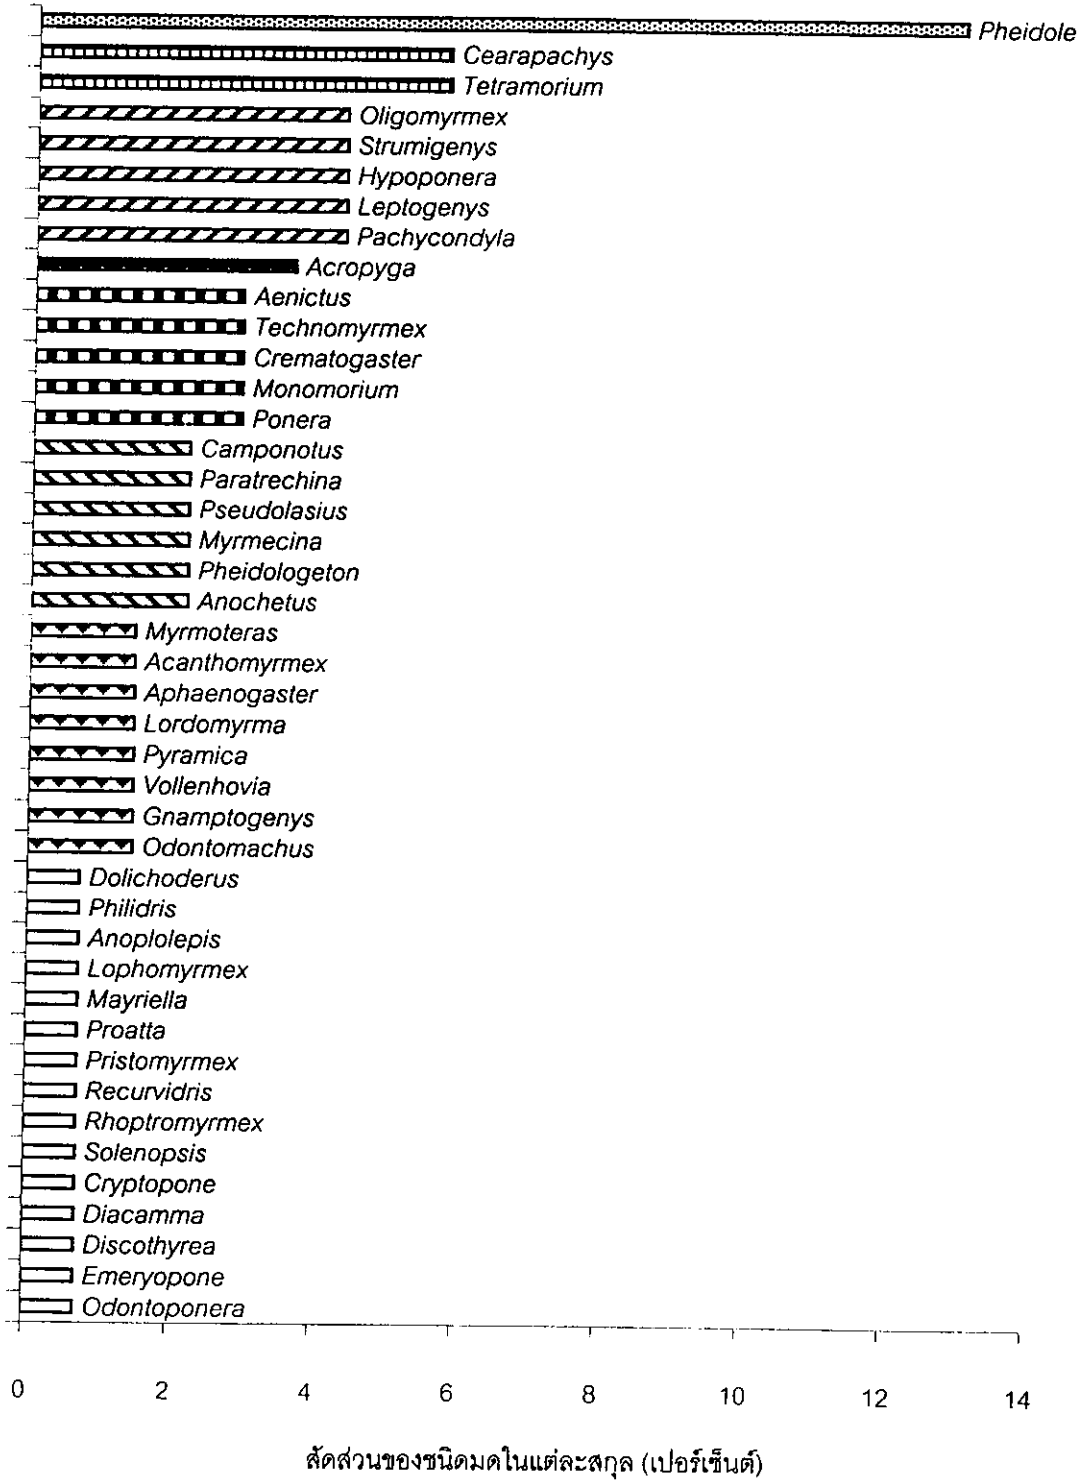 Pheidole
Cearapachys
Tetramorium
Oligomyrmex
Strumigenys
Hypoponera
Leptogenys
Pachycondyla
Acropyga
Aenictus
Technomyrmex
Crematogaster
Monomorium
Ponera
Camponotus
Paratrechina
Pseudolasius
Myrmecina
Pheidologeton
Anochetus
Myrmoteras
Acanthomyrmex
Aphaenogaster
Lordomyrma
Pyramica
Vollenhovia
Gnamptogenys
Odontomachus
Dolichoderus
Philidris
Anoplolepis
Lophomyrmex
Mayriella
Proatta
Pristomyrmex
Recurvidris
Rhoptromyrmex
Solenopsis
Cryptopone
Diacamma
Discothyrea
Emeryopone
Odontoponera
0 2 4 6 8 10 12 14
สัดส่วนของชนิดมดในแต่ละสกุล (เปอร์เซ็นต์)